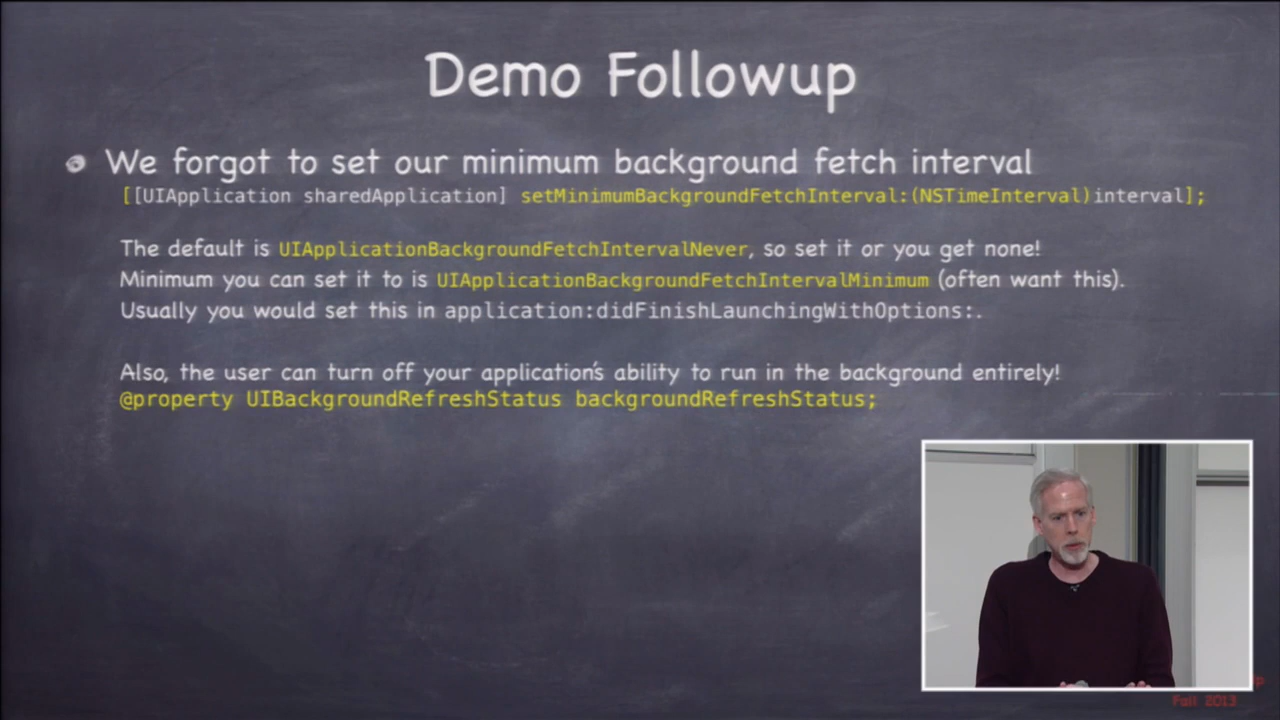 Demo Followup
We forgot to set our minimum background fetch interval
[[UIApplication sharedApplication] setMinimumBackgroundFetchInterval:(NSTimeInterval)interval];
The default is UIApplicationBackgroundFetchIntervalNever, so set it or you get none!
Minimum you can set it to is UIApplicationBackgroundFetchIntervalMinimum (often want this).
Usually you would set this in application:didFinishLaunchingWithOptions:.
Also, the user can turn off your application's ability to run in the background entirely!
@property UIBackgroundRefreshStatus backgroundRefreshStatus;
Fall 2013